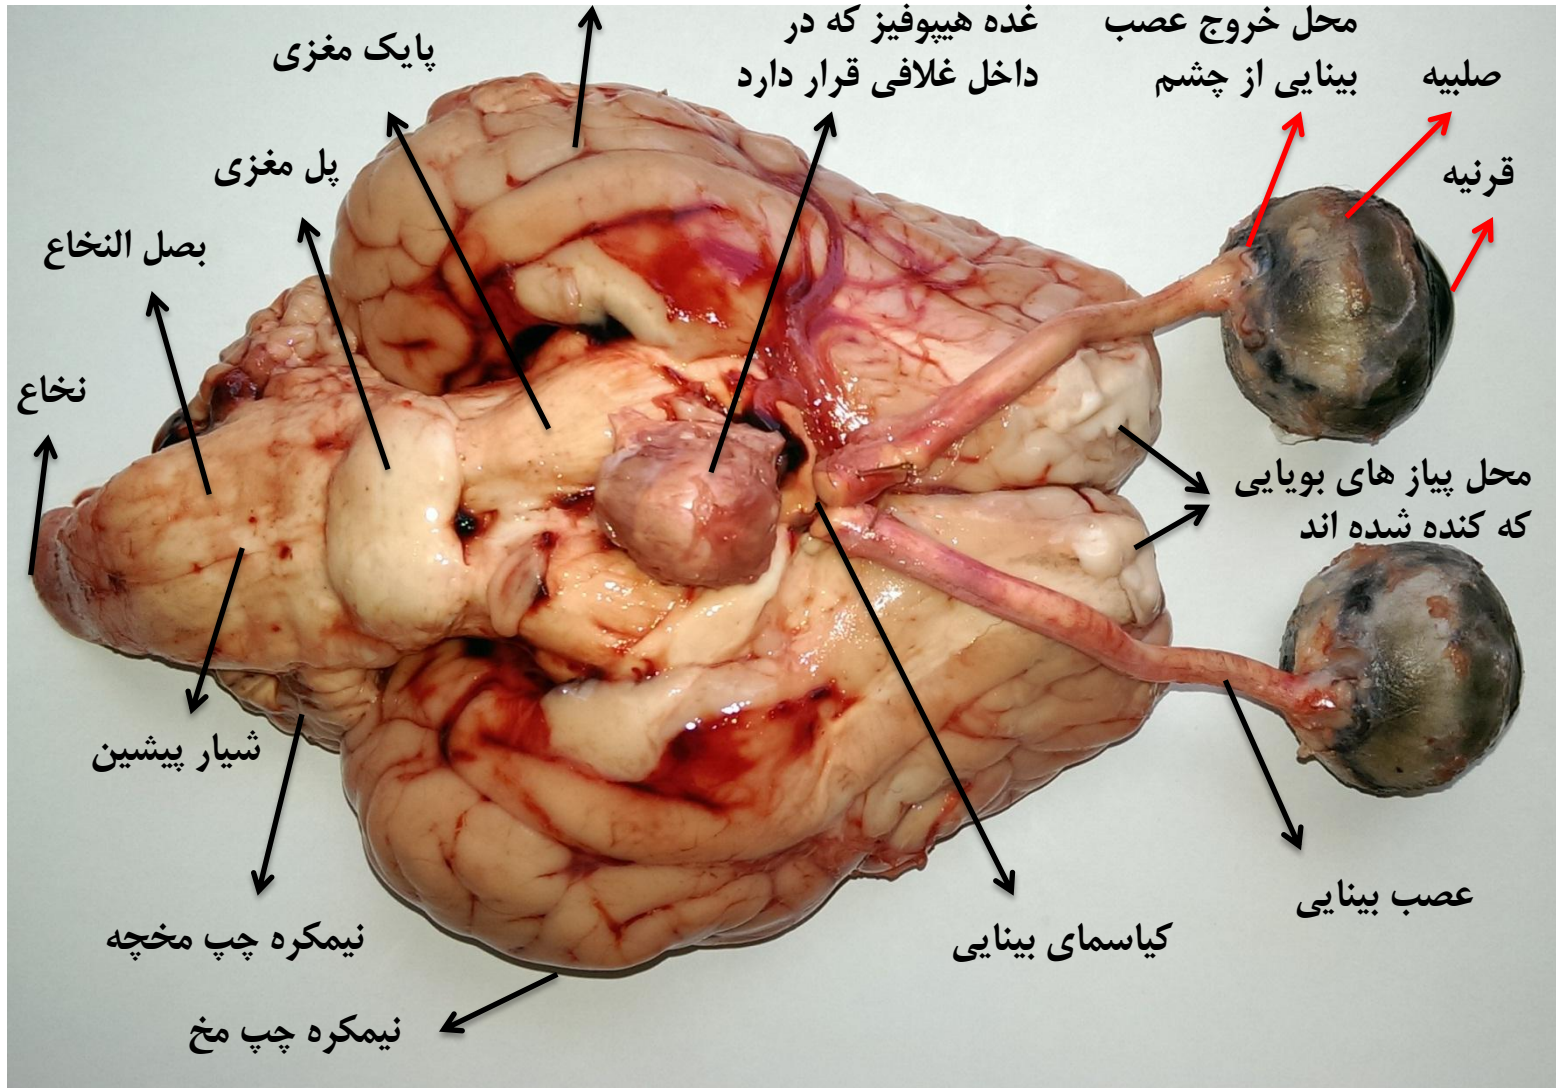 غده هیپوفیز که در
داخل غلافی قرار دارد
محل خروج عصب
بینایی از چشم
صلبیه
قرنیه
پایک مغزی
پل مغزی
بصل النخاع
نخاع
محل پیاز های بویایی
که کنده شده اند
شیار پیشین
نیمکره چپ مخچه
نیمکره چپ مخ
کیاسمای بینایی
عصب بینایی